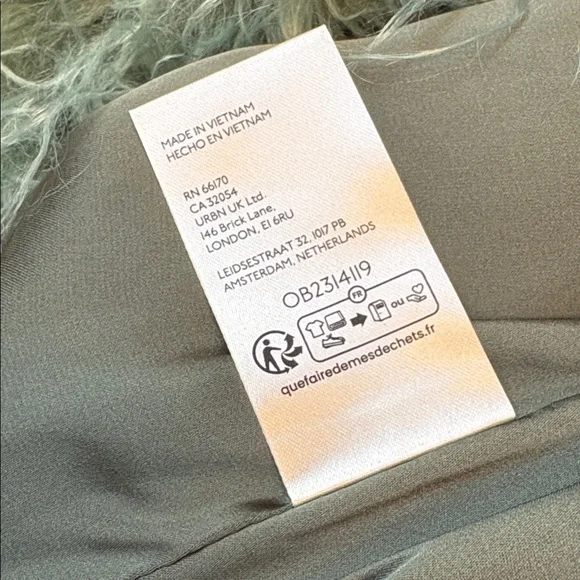 MADE IN VIETNAM
HECHO EN VIETNAM
RN 66170
CA 32054
URBN UK Ltd.
146 Brick Lane,
LONDON, E1 6RU
LEIDSESTRAAT 32, 1017 PB
AMSTERDAM, NETHERLANDS
OB2314119
FR
ou
quefairedemesdechets.fr